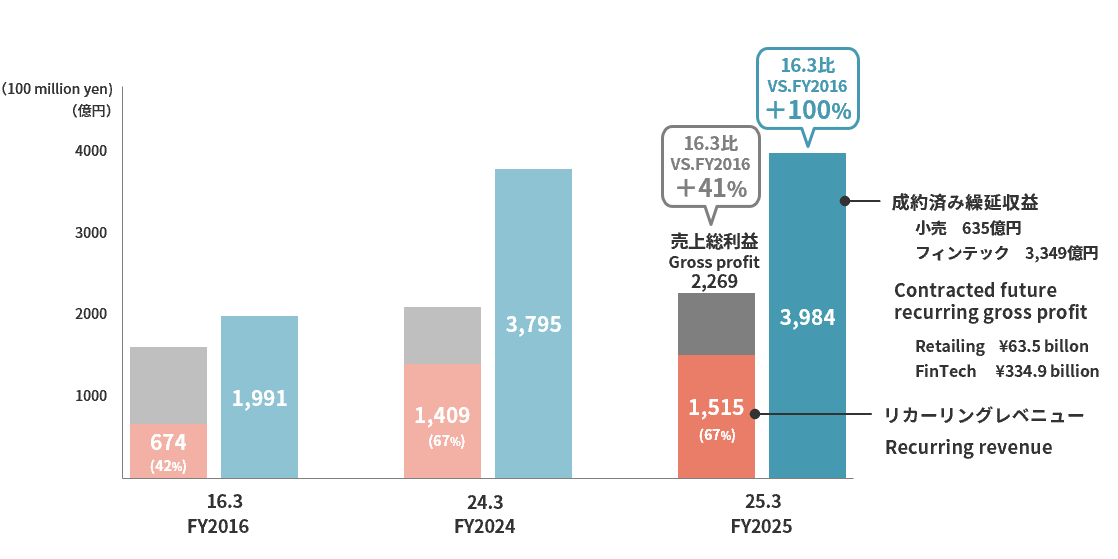 (100 million yen)
（億円）
4000
3000
2000
1000
674
(42%)
1,991
16.3
FY2016
1,409
(67%)
3,795
24.3
FY2024
16.3比
VS.FY2016
＋41%
売上総利益
Gross profit
2,269
1,515
(67%)
16.3比
VS.FY2016
＋100%
3,984
25.3
FY2025
成約済み繰延収益
小売　635億円
フィンテック　3,349億円
Contracted future
recurring gross profit
Retailing　¥63.5 billon
FinTech　¥334.9 billion
リカーリングレベニュー
Recurring revenue